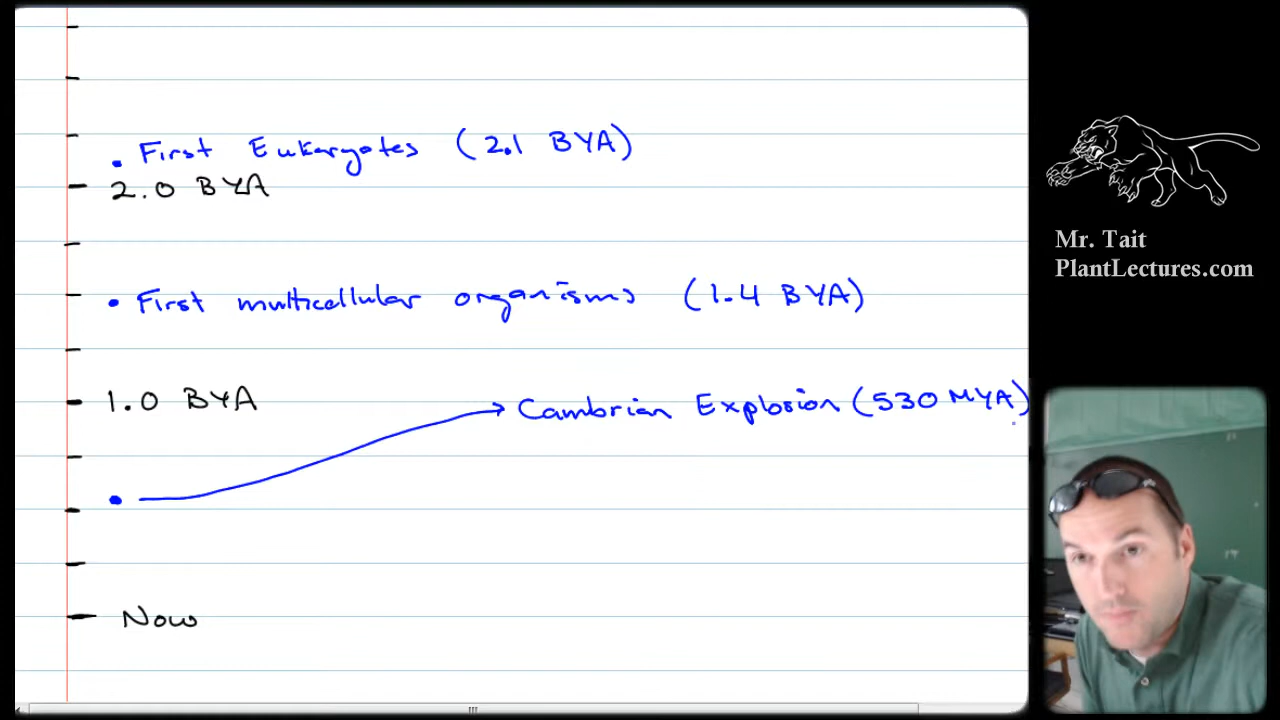 • First Eukaryotes (2.1 BYA)
2.0 BYA
• First multicellular organisms (1.4 BYA)
1.0 BYA
Cambrian Explosion (530 MYA)
Now
Mr. Tait
PlantLectures.com